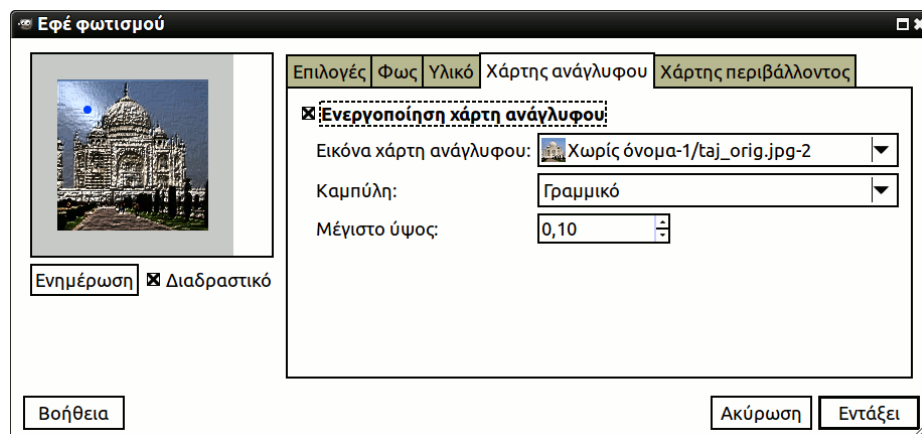 Εφέ φωτισμού
Επιλογές Φως Υλικό Χάρτης ανάγλυφου Χάρτης περιβάλλοντος
Ενεργοποίηση χάρτη ανάγλυφου
Εικόνα χάρτη ανάγλυφου: Χωρίς όνομα-1/taj_orig.jpg-2
Καμπύλη: Γραμμικό
Μέγιστο ύψος: 0,10
Ενημέρωση Διαδραστικό
Βοήθεια Ακύρωση Εντάξει